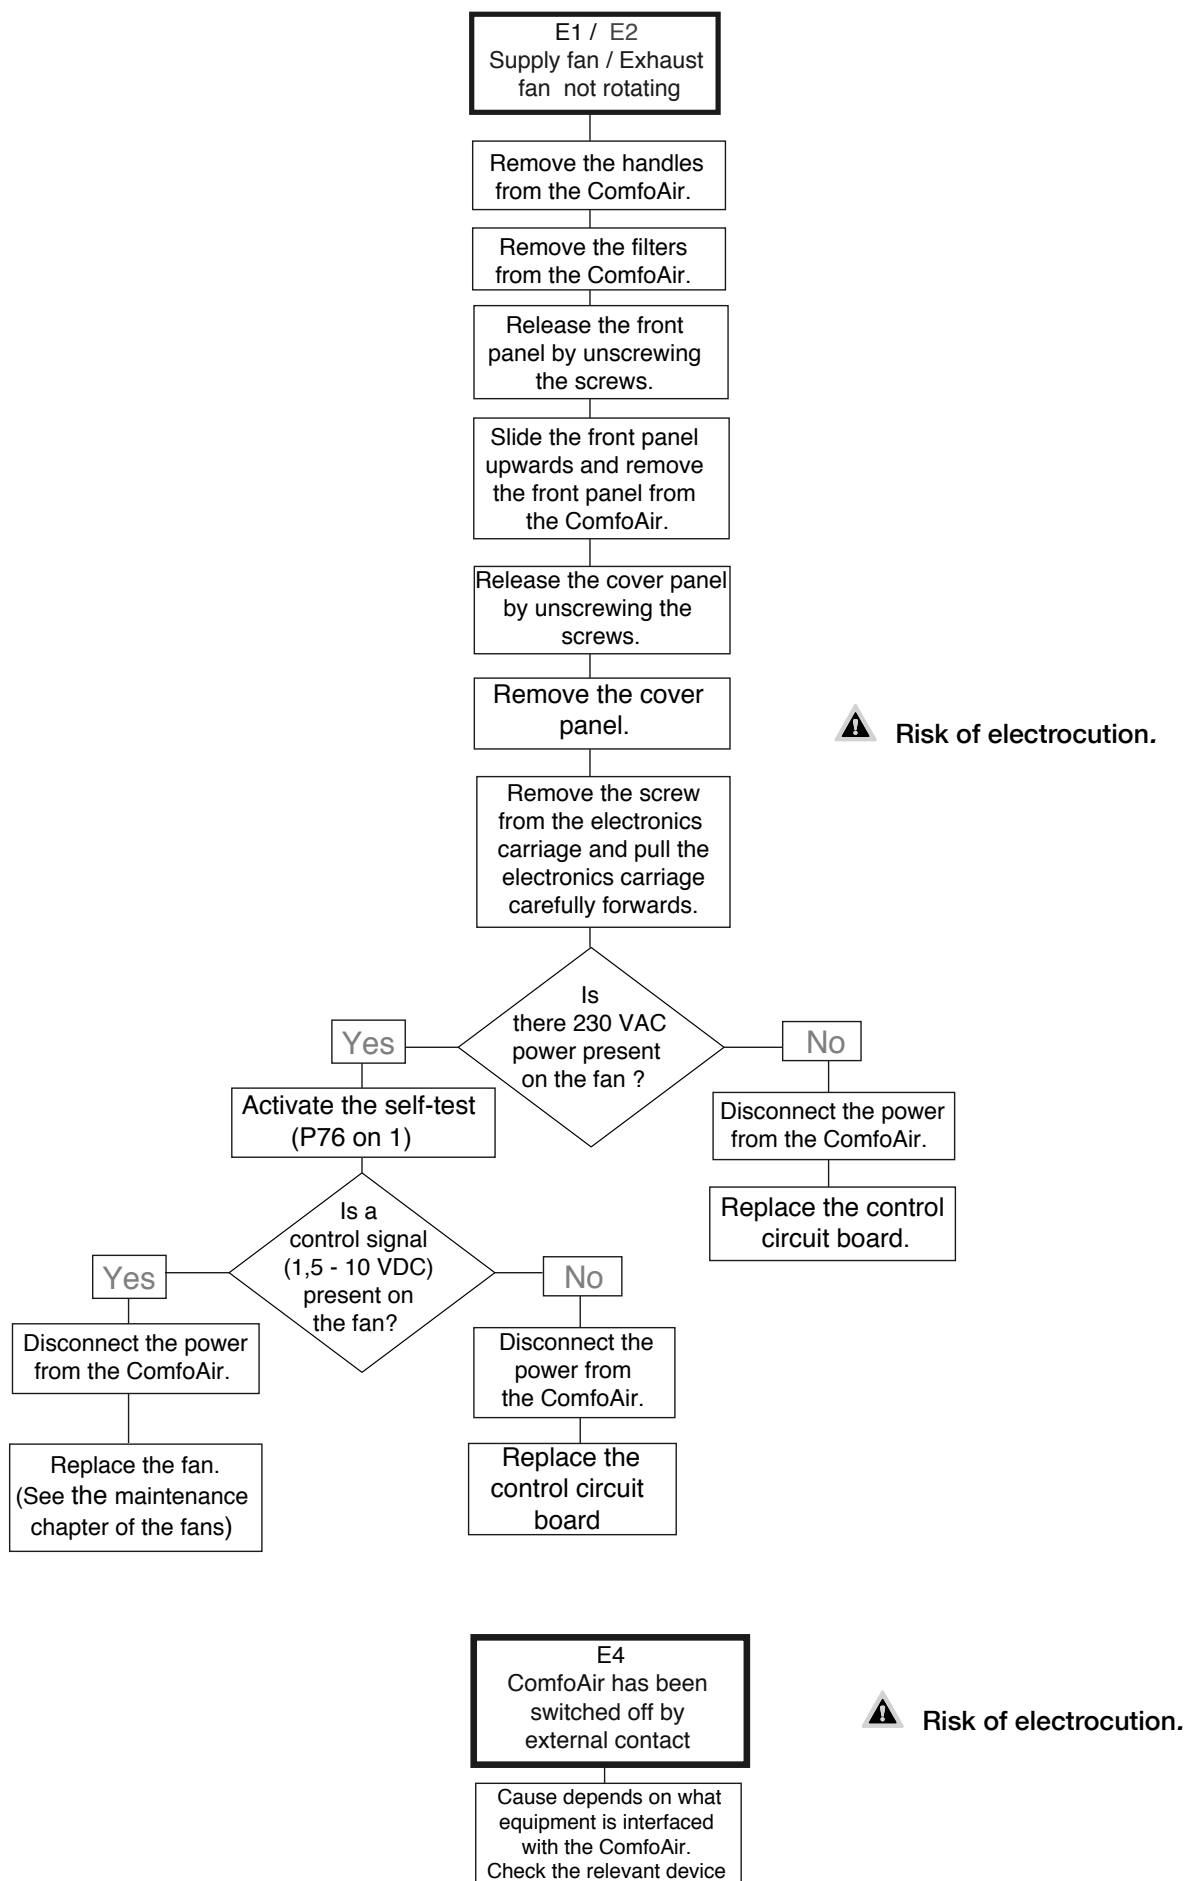 E1 / E2
Supply fan / Exhaust
fan not rotating
Remove the handles
from the ComfoAir.
Remove the filters
from the ComfoAir.
Release the front
panel by unscrewing
the screws.
Slide the front panel
upwards and remove
the front panel from
the ComfoAir.
Release the cover panel
by unscrewing the
screws.
Remove the cover
panel.
Risk of electrocution.
Remove the screw
from the electronics
carriage and pull the
electronics carriage
carefully forwards.
Is
there 230 VAC
power present
on the fan ?
Yes
No
Activate the self-test
(P76 on 1)
Disconnect the power
from the ComfoAir.
Replace the control
circuit board.
Is a
control signal
(1,5 - 10 VDC)
present on
the fan?
Yes
No
Disconnect the power
from the ComfoAir.
Disconnect the
power from
the ComfoAir.
Replace the fan.
(See the maintenance
chapter of the fans)
Replace the
control circuit
board
E4
ComfoAir has been
switched off by
external contact
Risk of electrocution.
Cause depends on what
equipment is interfaced
with the ComfoAir.
Check the relevant device